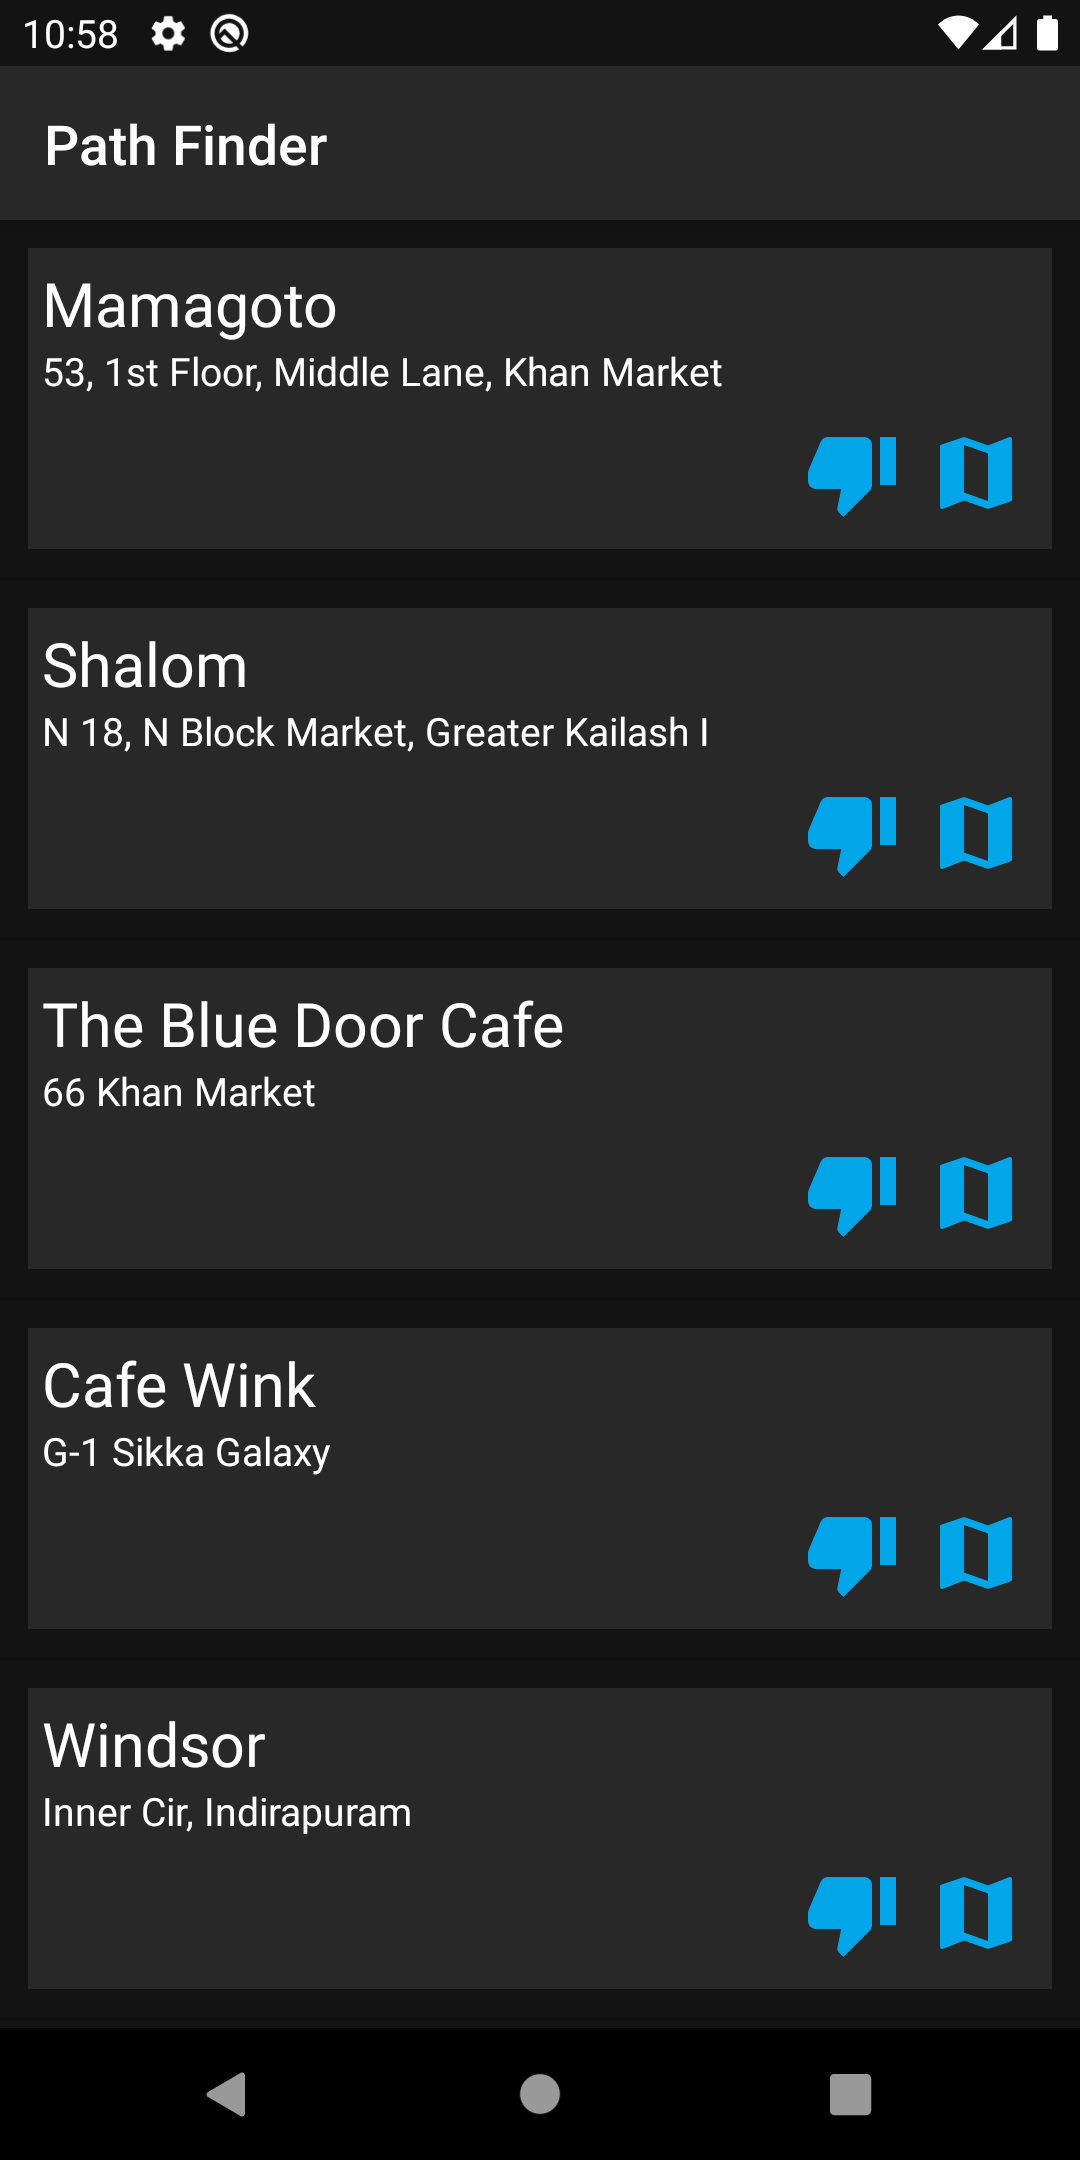 10:58
Path Finder
Mamagoto
53, 1st Floor, Middle Lane, Khan Market
Shalom
N 18, N Block Market, Greater Kailash I
The Blue Door Cafe
66 Khan Market
Cafe Wink
G-1 Sikka Galaxy
Windsor
Inner Cir, Indirapuram